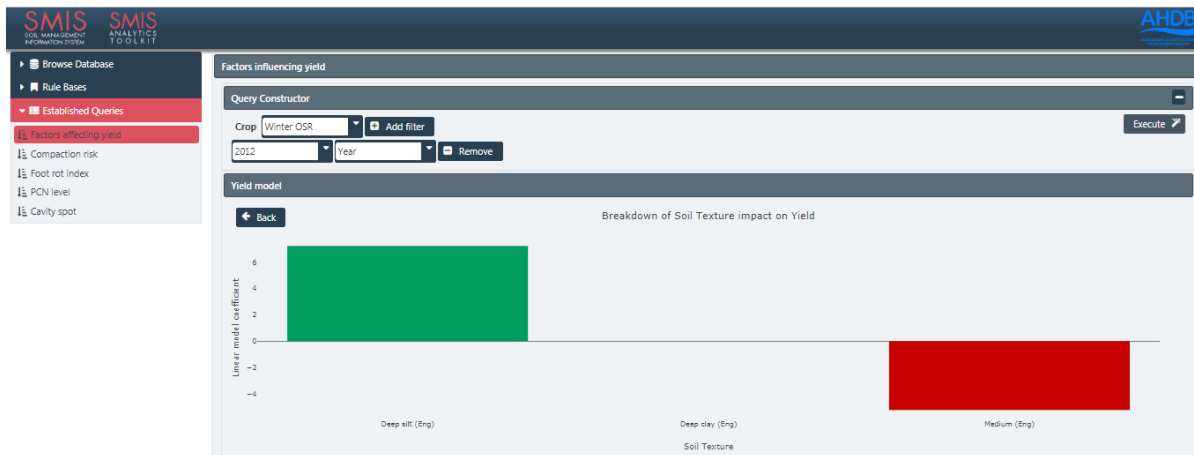 SMIS
SOIL MANAGEMENT
INFORMATION SYSTEM
SMIS
ANALYTICS
TOOLKIT
AHDB
Browse Database
Rule Bases
Established Queries
Factors affecting yield
Compaction risk
Foot rot index
PCN level
Cavity spot
Factors influencing yield
Query Constructor
Crop Winter OSR Add filter
Execute
2012 Year Remove
Yield model
Back
Breakdown of Soil Texture impact on Yield
Linear model coefficient
6
4
2
0
−2
−4
Deep silt (Eng) Deep clay (Eng) Medium (Eng)
Soil Texture